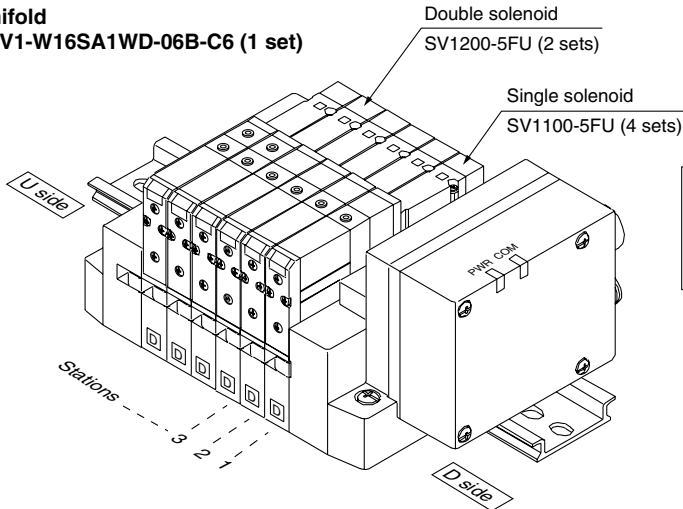 nifold
V1-W16SA1WD-06B-C6 (1 set)
Double solenoid
SV1200-5FU (2 sets)
Single solenoid
SV1100-5FU (4 sets)
U side
PWR COM
D D D D D D
Stations
3
2
1
D side